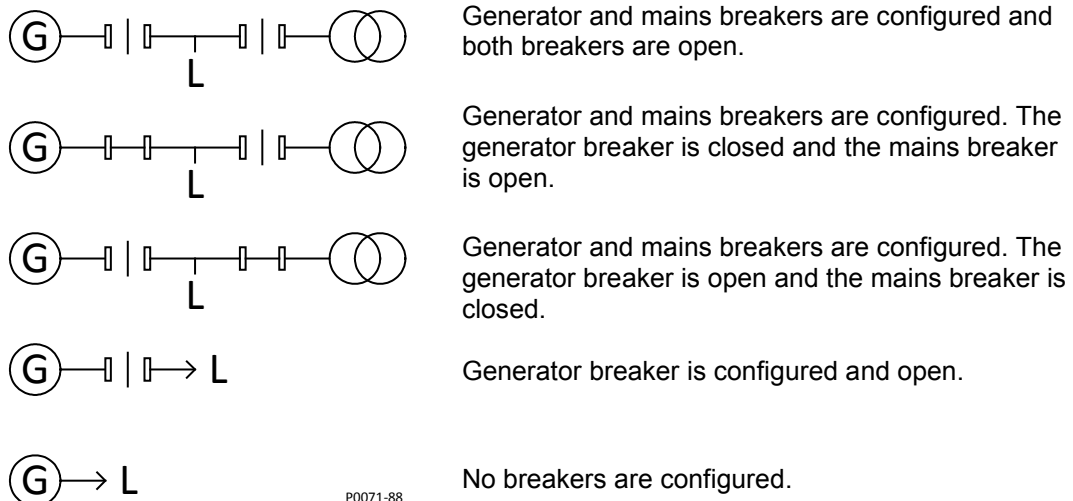 G
L
Generator and mains breakers are configured and
both breakers are open.
G
L
Generator and mains breakers are configured. The
generator breaker is closed and the mains breaker
is open.
G
L
Generator and mains breakers are configured. The
generator breaker is open and the mains breaker is
closed.
G L
Generator breaker is configured and open.
G L
P0071-88
No breakers are configured.